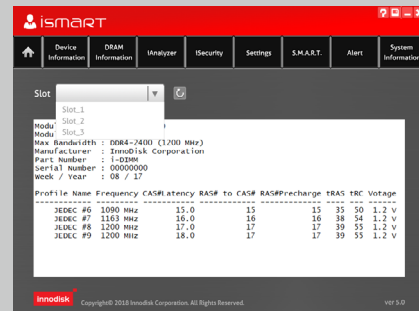 ismart
Device Information
DRAM Information
iAnalyzer
iSecurity
Settings
S.M.A.R.T.
Alert
System Information
Slot
Slot_1
Slot_2
Slot_3
Modul
Modu
Max Bandwidth : DDR4-2400 (1200 MHz)
Manufacturer : InnoDisk Corporation
Part Number : i-DIMM
Serial Number : 00000000
Week / Year : 08 / 17
Profile Name Frequency CAS#Latency RAS# to CAS# RAS#Precharge tRAS tRC Votage
JEDEC #6 1090 MHz 15.0 15 15 35 50 1.2 V
JEDEC #7 1163 MHz 16.0 16 16 38 54 1.2 V
JEDEC #8 1200 MHz 17.0 17 17 39 55 1.2 V
JEDEC #9 1200 MHz 18.0 17 17 39 55 1.2 V
Innodisk
Copyright© 2018 Innodisk Corporation. All Rights Reserved.
ver 5.0